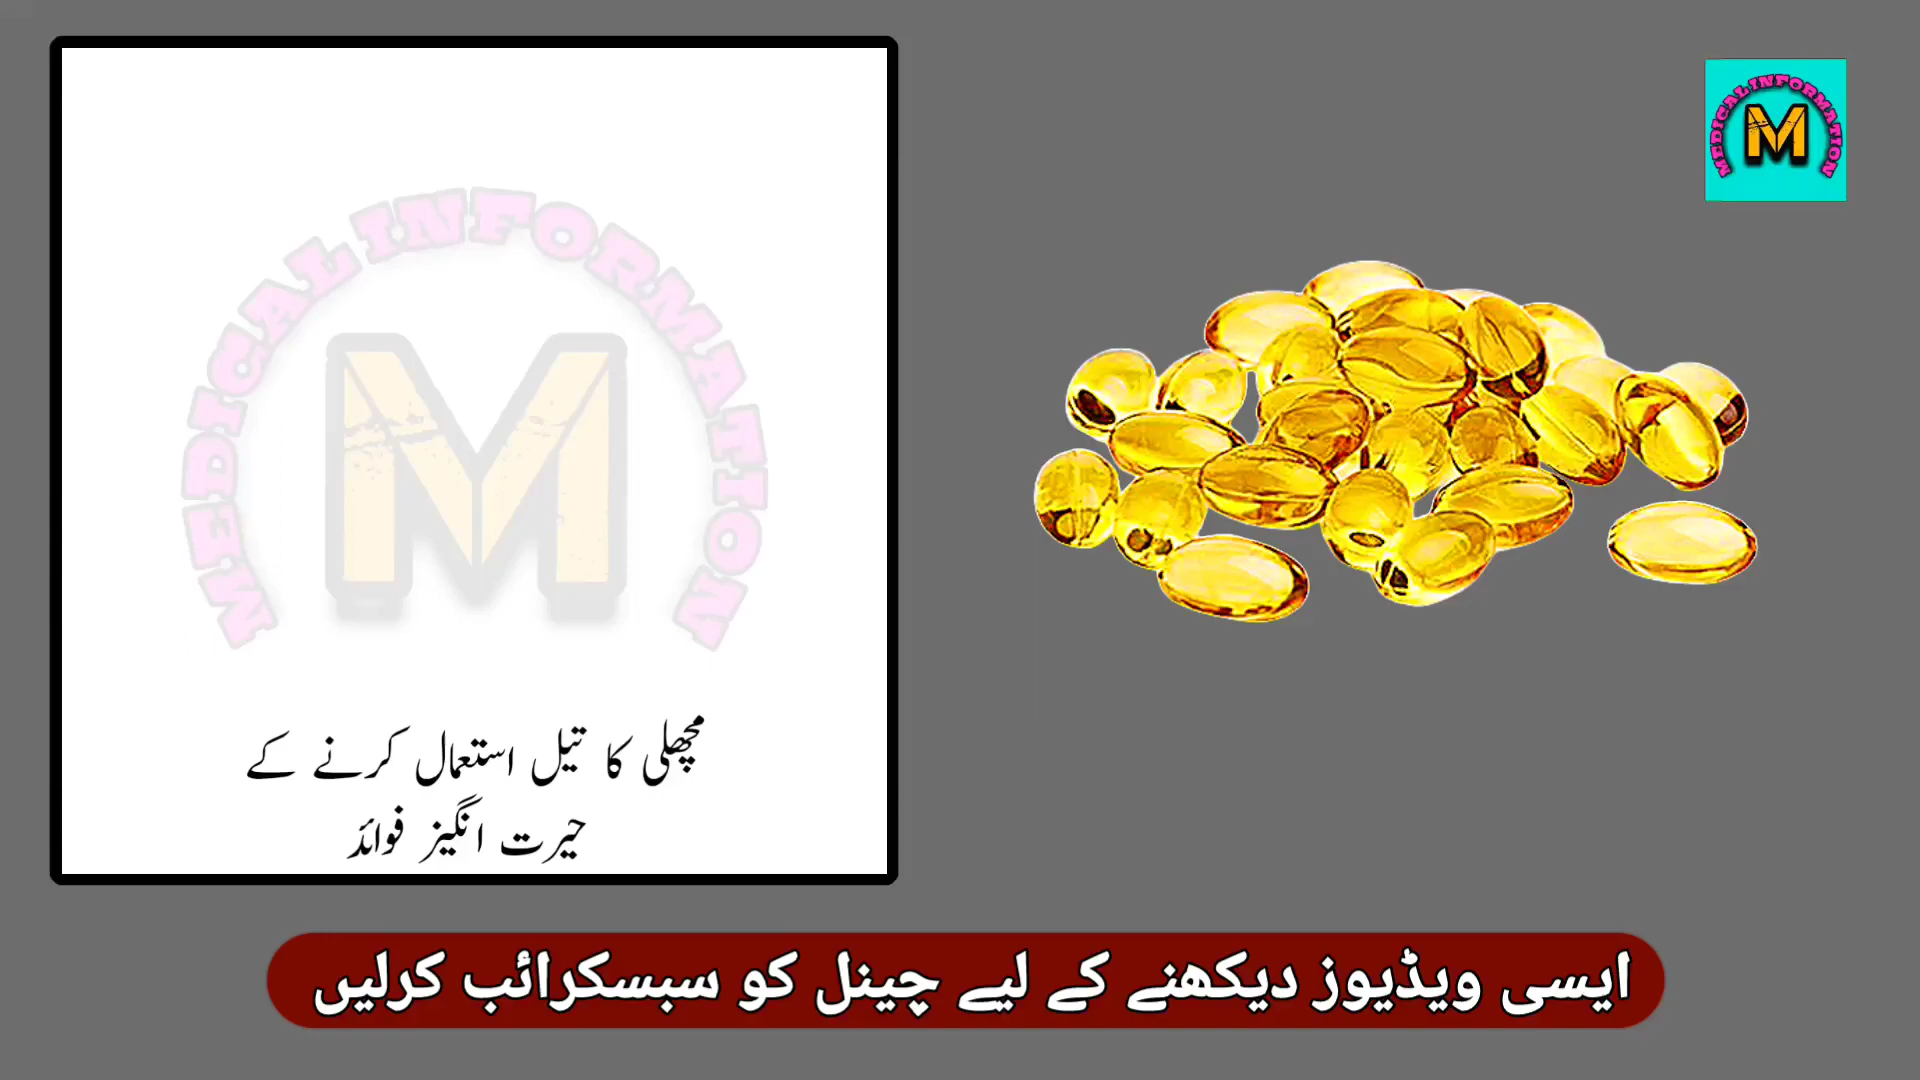 MEDICAL INFORMATION
M
MEDICAL INFORMATION
M
مچھلی کا تیل استعمال کرنے کے
حیرت انگیز فوائد
ایسی ویڈیوز دیکھنے کے لیے چینل کو سبسکرائب کرلیں